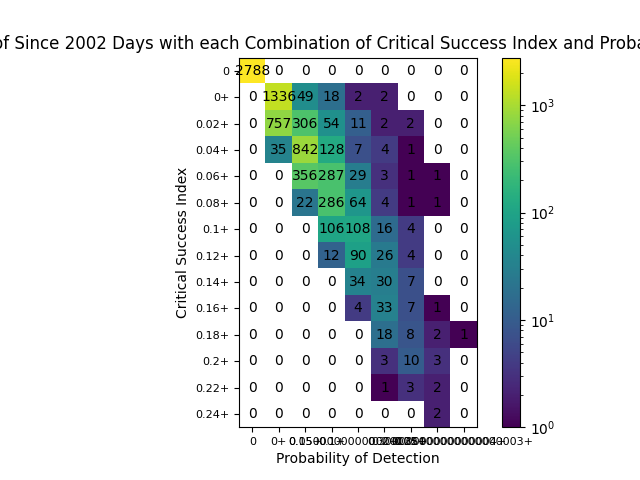 of Since 2002 Days with each Combination of Critical Success Index and Proba
Critical Success Index
0 2788 0 0 0 0 0 0 0 0
0+ 0 1336 49 18 2 2 0 0 0
0.02+ 0 757 306 54 11 2 2 0 0
0.04+ 0 35 842 128 7 4 1 0 0
0.06+ 0 0 356 287 29 3 1 1 0
0.08+ 0 0 22 286 64 4 1 1 0
0.1+ 0 0 0 106 108 16 4 0 0
0.12+ 0 0 0 12 90 26 4 0 0
0.14+ 0 0 0 0 34 30 7 0 0
0.16+ 0 0 0 0 4 33 7 1 0
0.18+ 0 0 0 0 0 18 8 2 1
0.2+ 0 0 0 0 0 3 10 3 0
0.22+ 0 0 0 0 0 1 3 2 0
0.24+ 0 0 0 0 0 0 0 2 0
0 0+
Probability of Detection
10³
10²
10¹
10⁰